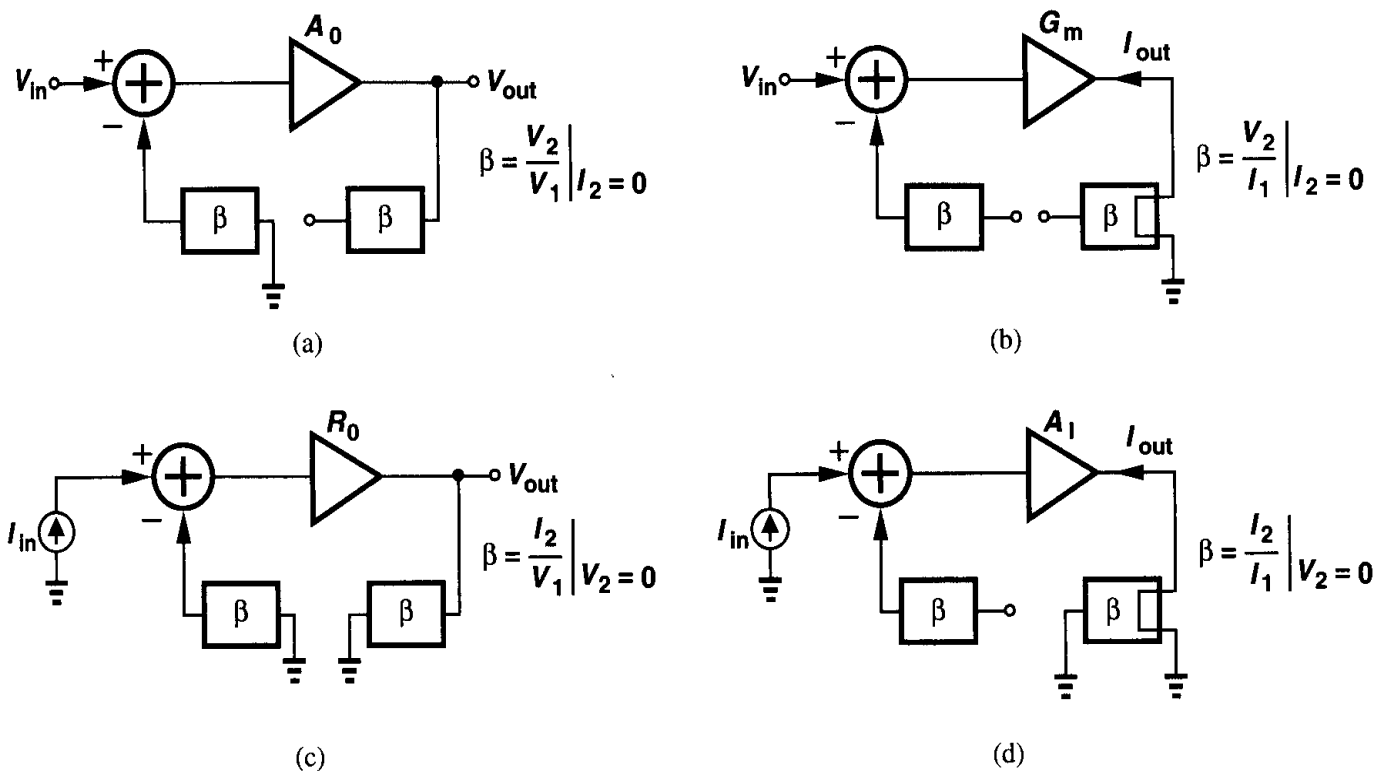 A0
+
Vin
−
Vout
β = V2 / V1 | I2 = 0
β
β
(a)
Gm
Iout
+
Vin
−
β = V2 / I1 | I2 = 0
β
β
(b)
R0
+
Vout
−
Iin
β = I2 / V1 | V2 = 0
β
β
(c)
AI
Iout
+
−
Iin
β = I2 / I1 | V2 = 0
β
β
(d)